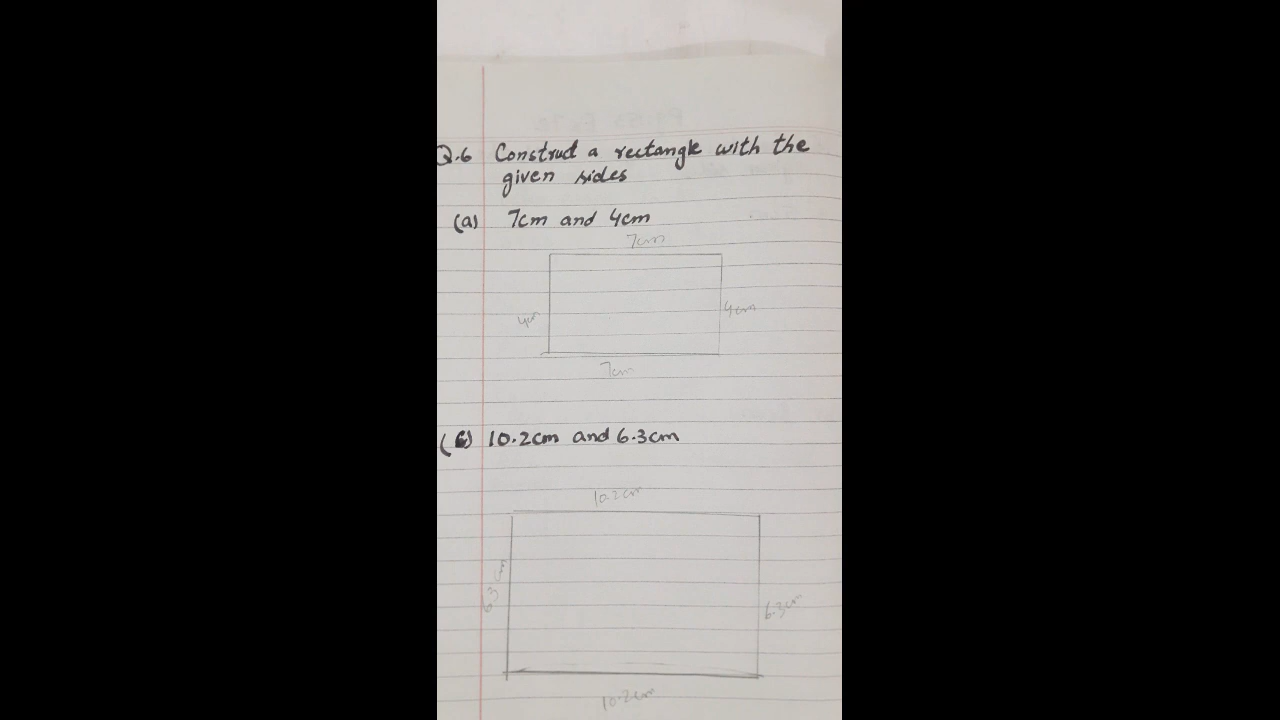 Q.6 Construct a rectangle with the
given sides
(a) 7cm and 4cm
7cm
4cm
4cm
7cm
(c) 10.2cm and 6.3cm
10.2cm
6.3cm
6.3cm
10.2cm